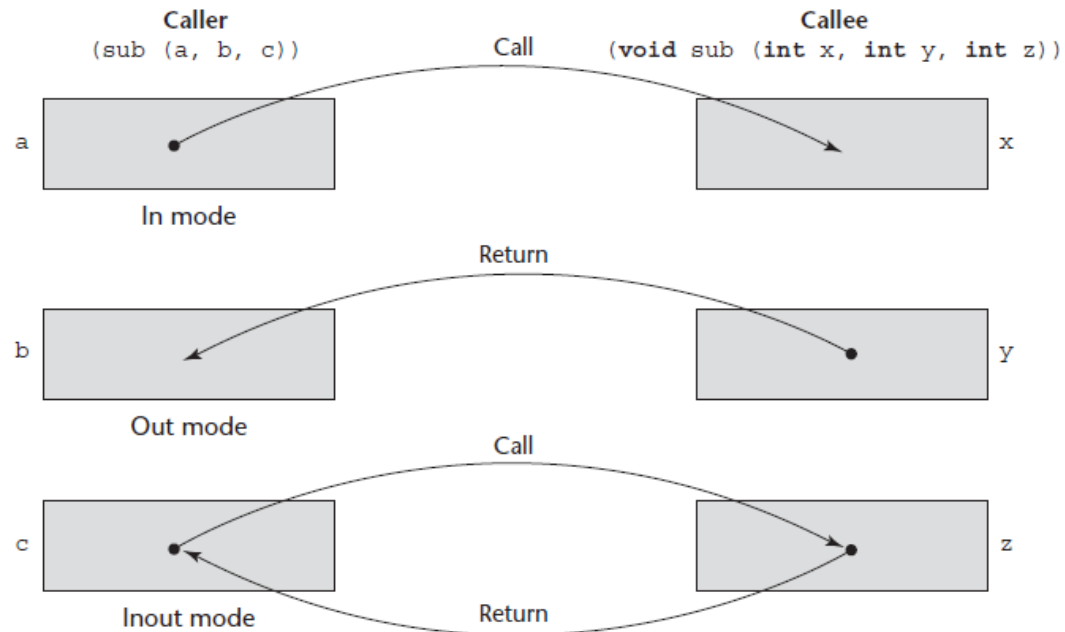 Caller
(sub (a, b, c))
Call
Callee
(void sub (int x, int y, int z))
a
x
In mode
Return
b
y
Out mode
Call
c
z
Inout mode
Return